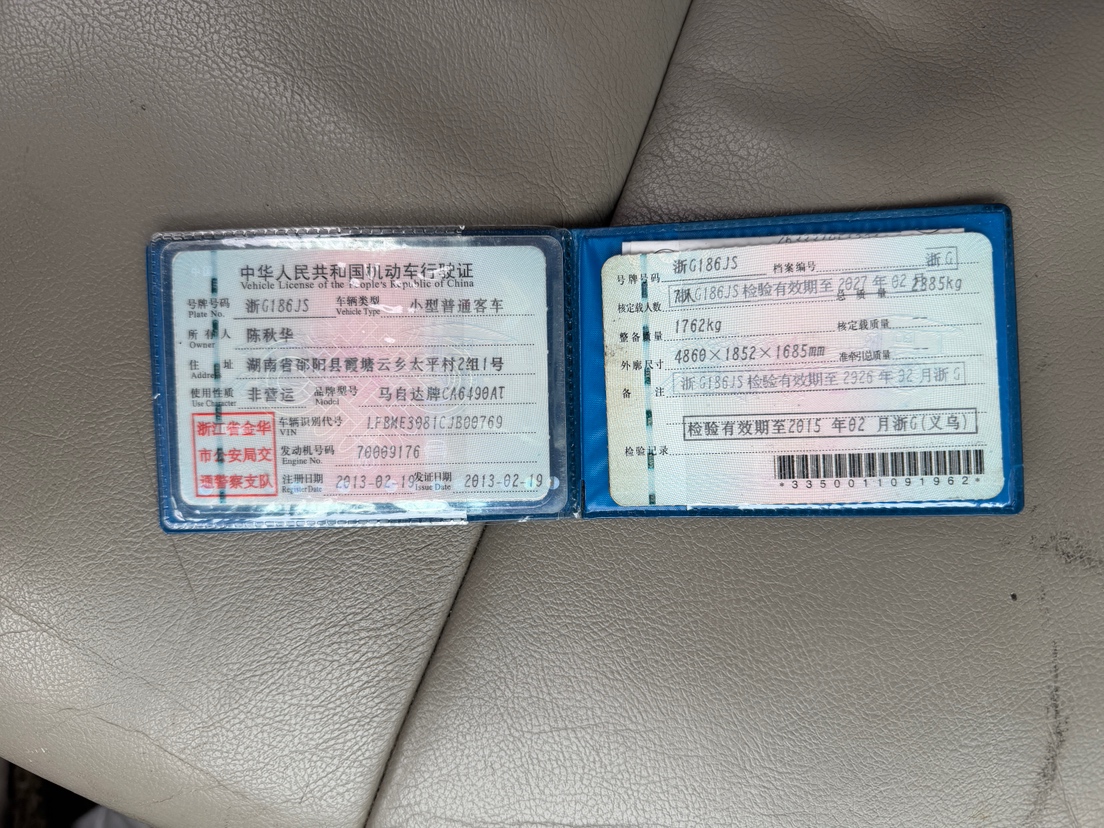 中华人民共和国机动车行驶证
Vehicle License of the People's Republic of China
号牌号码 浙G186JS 车辆类型 小型普通客车
Plate No. Vehicle Type
所有人 陈秋华
Owner
住址 湖南省邵阳县霞塘云乡太平村2组1号
Address
使用性质 非营运 品牌型号 马自达牌CA6490AT
Use Character Model
浙江省金华
市公安局交
通警察支队
车辆识别代号
VIN
发动机号码 70009176
Engine No.
注册日期 2013-02-19 发证日期 2013-02-19
Register Date Issue Date
号牌号码 浙G186JS 档案编号
浙G
核定载人数 7人 总质量 2885kg
浙G186JS检验有效期至2027年02月
整备质量 1762kg 核定载质量
外廓尺寸 4860×1852×1685mm 准牵引总质量
备注 浙G186JS检验有效期至2026年02月浙G
检验有效期至2015 年02 月浙G(义乌)
检验记录
*3350011091962*